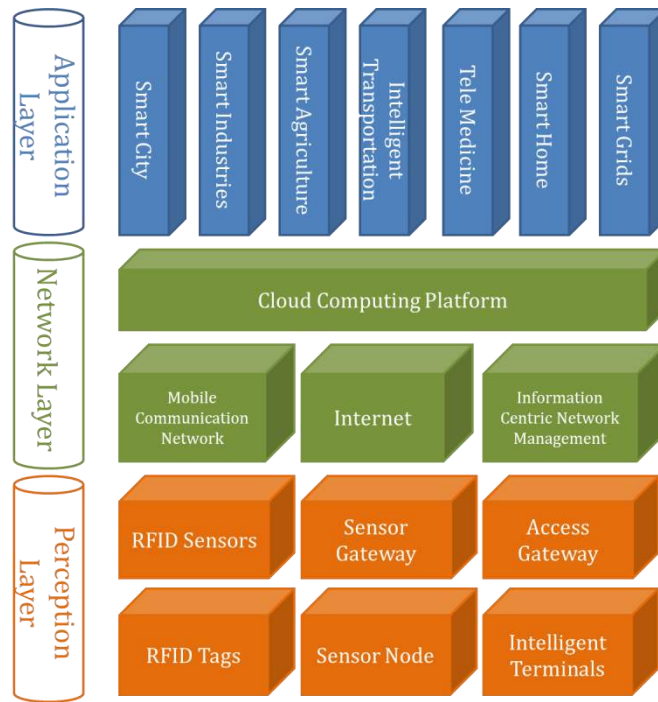 Application
Layer
Smart City
Smart Industries
Smart Agriculture
Intelligent
Transportation
Tele Medicine
Smart Home
Smart Grids
Network Layer
Cloud Computing Platform
Mobile
Communication
Network
Internet
Information
Centric Network
Management
Perception
Layer
RFID Sensors
Sensor
Gateway
Access
Gateway
RFID Tags
Sensor Node
Intelligent
Terminals